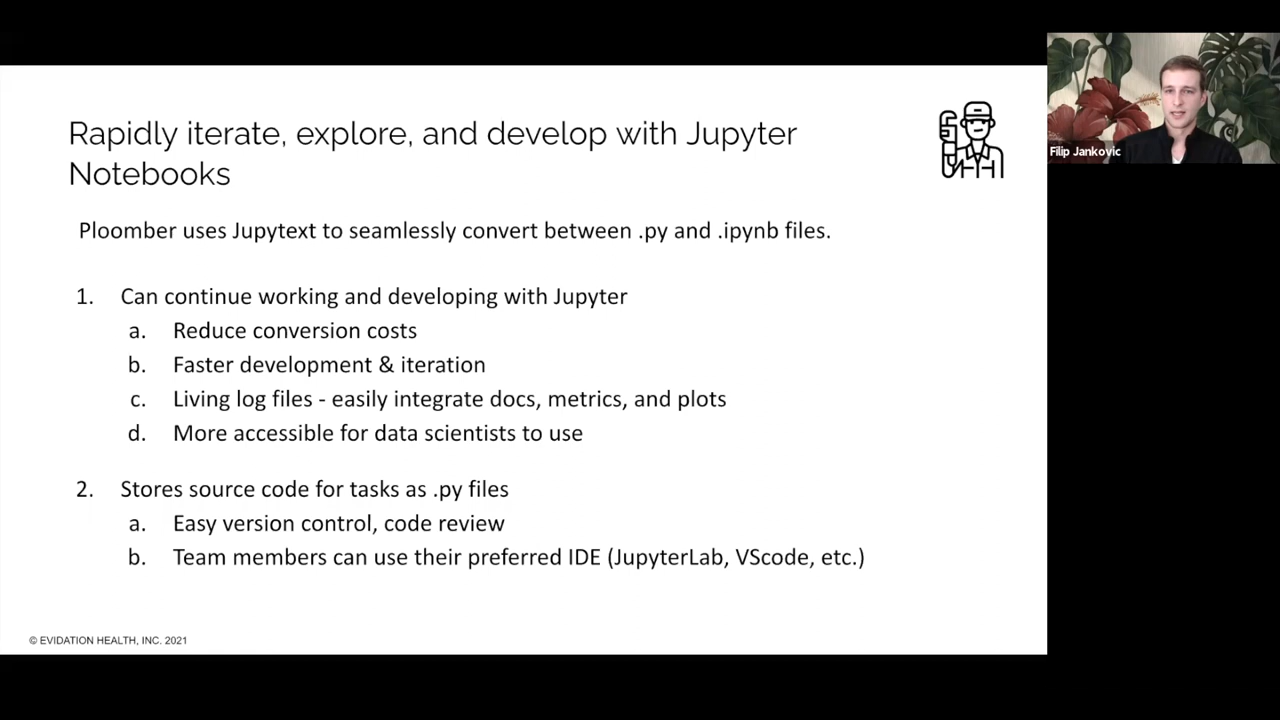 Rapidly iterate, explore, and develop with Jupyter
Notebooks
Ploomber uses Jupytext to seamlessly convert between .py and .ipynb files.
1. Can continue working and developing with Jupyter
a. Reduce conversion costs
b. Faster development & iteration
c. Living log files - easily integrate docs, metrics, and plots
d. More accessible for data scientists to use
2. Stores source code for tasks as .py files
a. Easy version control, code review
b. Team members can use their preferred IDE (JupyterLab, VScode, etc.)
© EVIDATION HEALTH, INC. 2021
Filip Jankovic